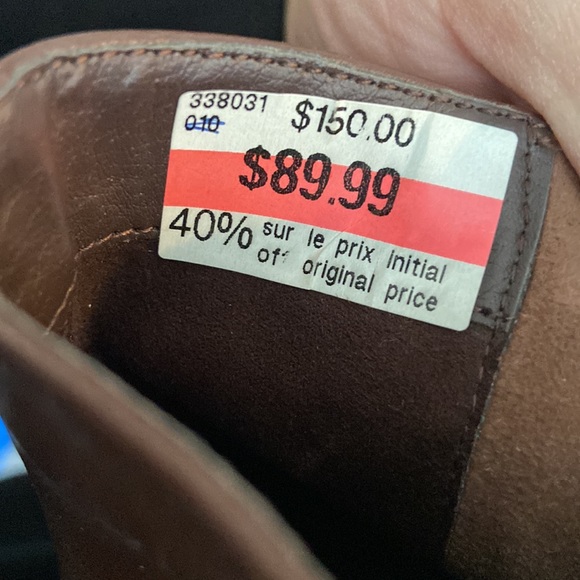 338031 $150.00
010
$89.99
40% sur le prix initial
off original price